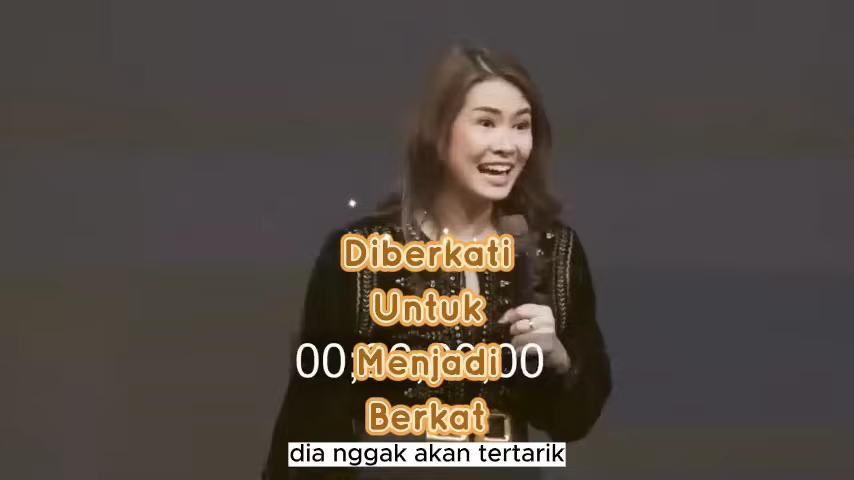 Diberkati
Untuk
Menjadi
Berkat
dia nggak akan tertarik